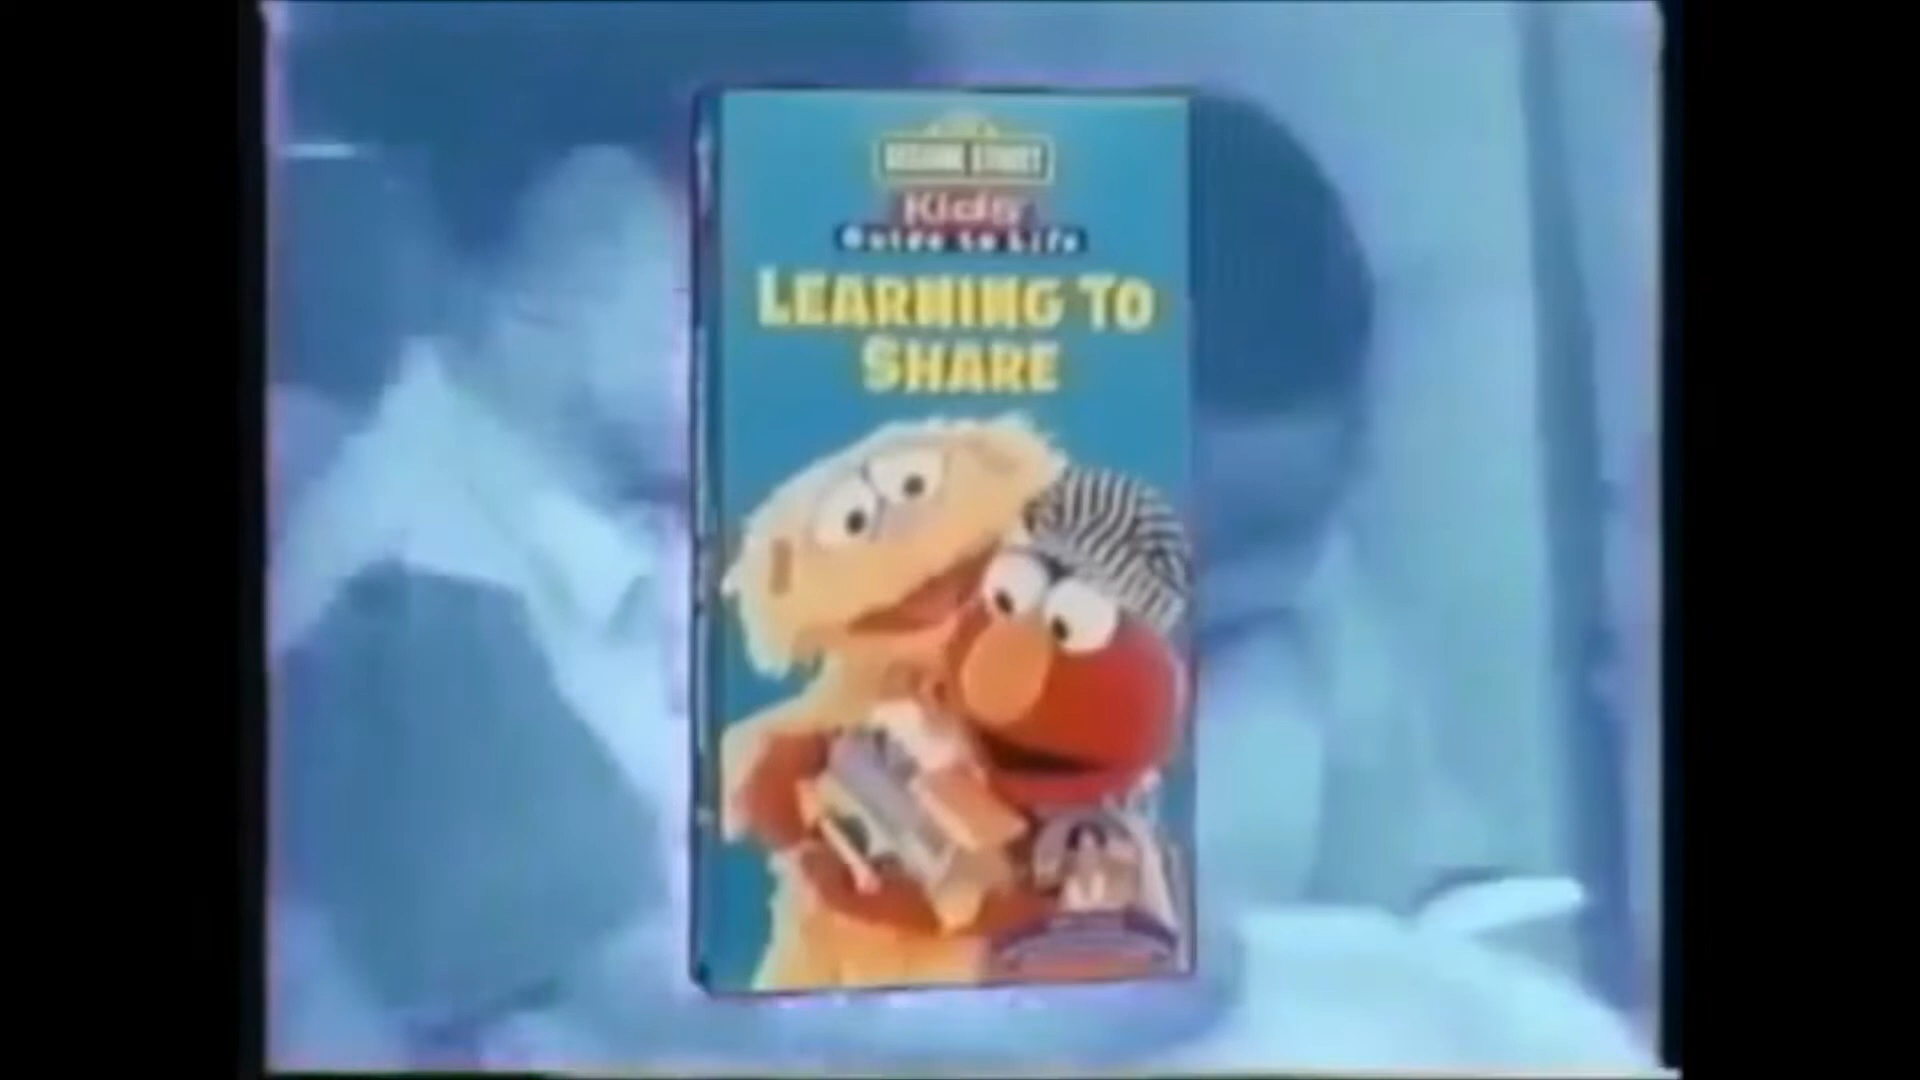 SESAME STREET
Kids'
Guide to Life
LEARNING TO
SHARE